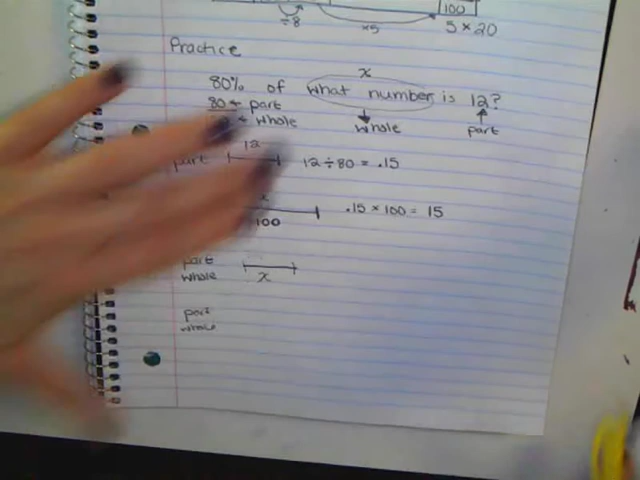 100
÷8
×5
5 × 20
Practice
x
80% of what number is 12?
80 ← part
← whole
whole
part
12
part
12 ÷ 80 = .15
x
100
.15 × 100 = 15
part
whole
x
part
whole